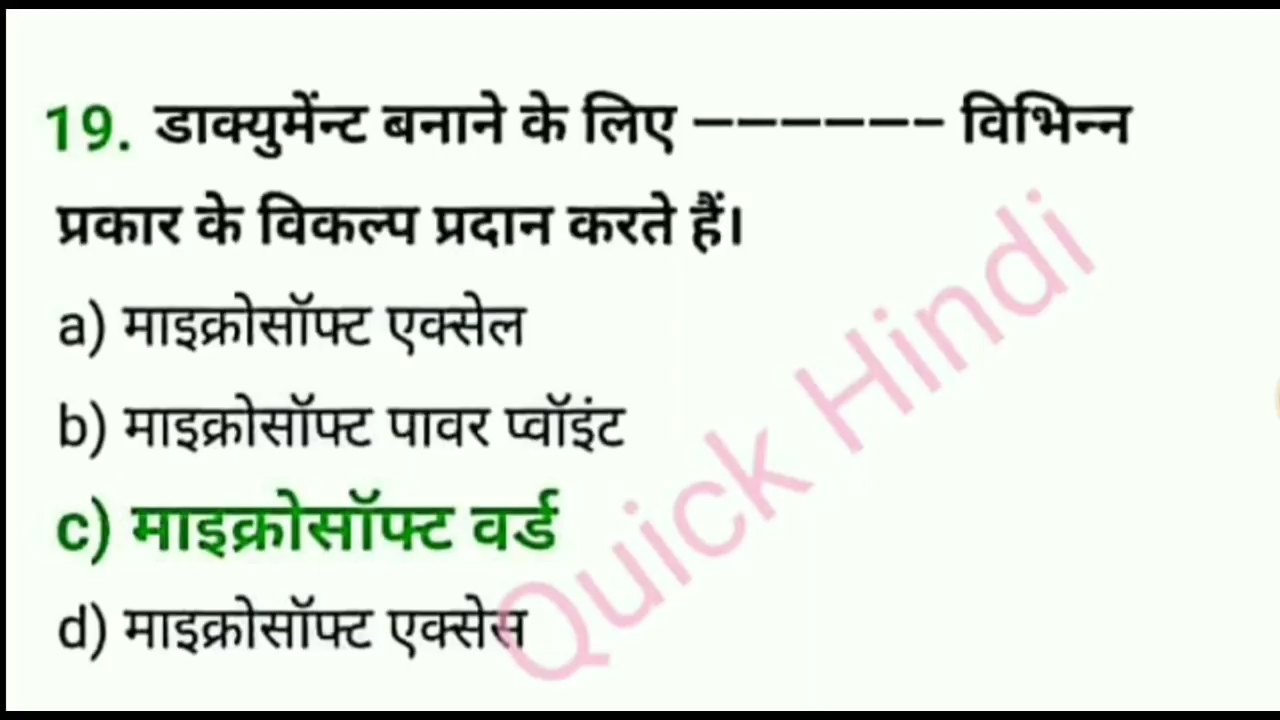 19. डाक्युमेंन्ट बनाने के लिए —————— विभिन्न
प्रकार के विकल्प प्रदान करते हैं।
a) माइक्रोसॉफ्ट एक्सेल
b) माइक्रोसॉफ्ट पावर प्वॉइंट
c) माइक्रोसॉफ्ट वर्ड
d) माइक्रोसॉफ्ट एक्सेस
Quick Hindi